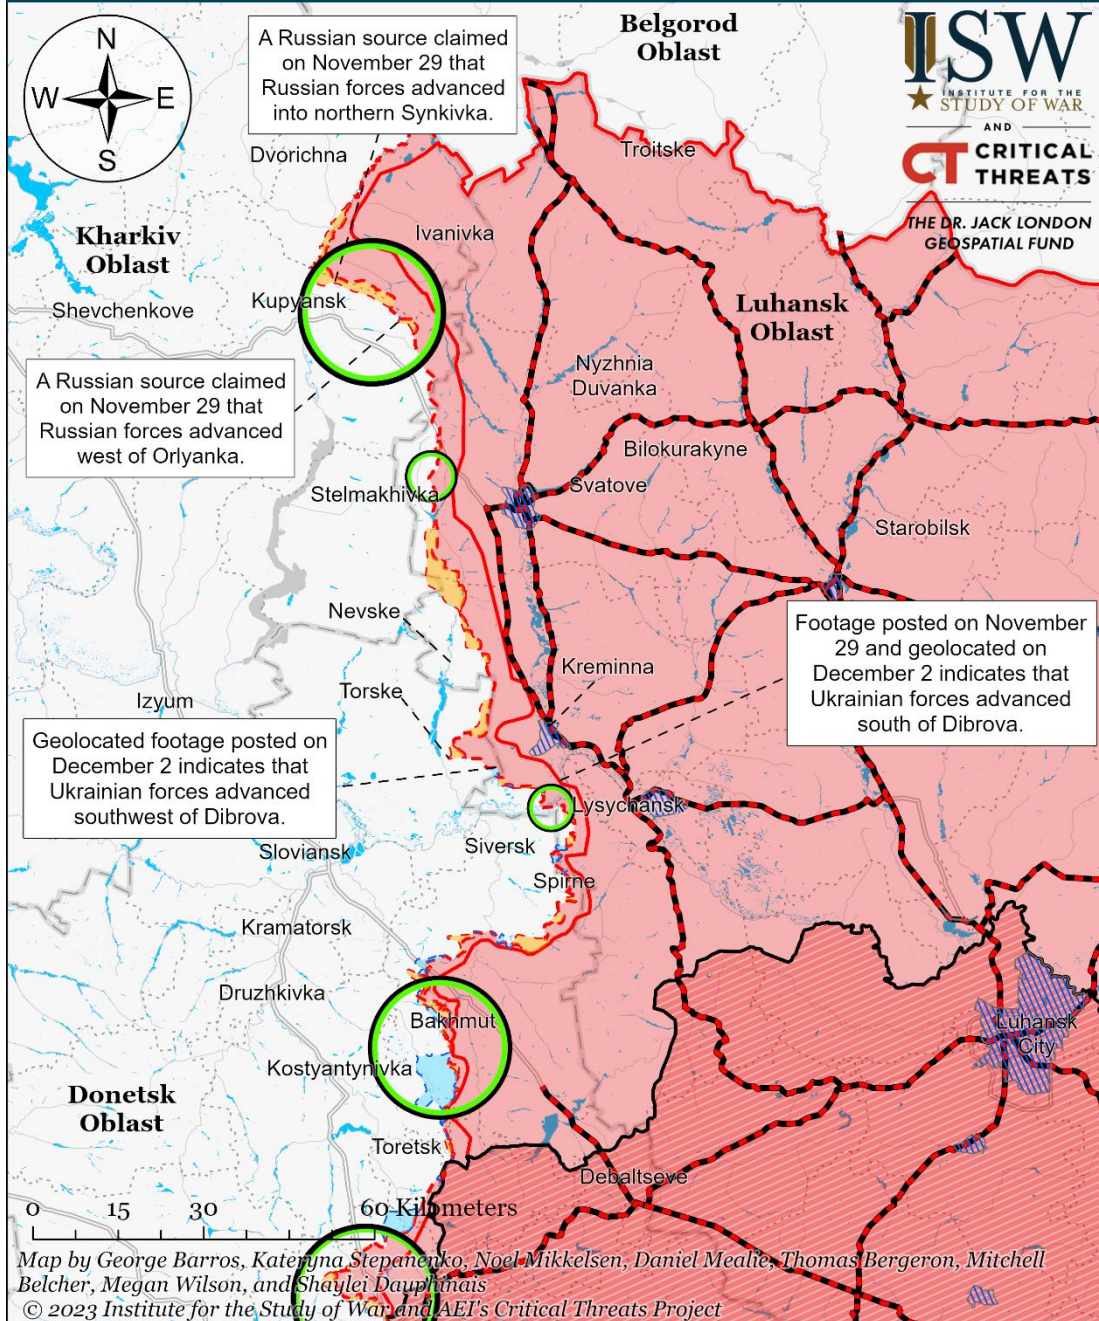 N
W
E
S
A Russian source claimed
on November 29 that
Russian forces advanced
into northern Synkivka.
Belgorod
Oblast
ISW
INSTITUTE FOR THE
STUDY OF WAR
AND
CT CRITICAL
THREATS
THE DR. JACK LONDON
GEOSPATIAL FUND
Dvorichna
Troitske
Kharkiv
Oblast
Ivanivka
Shevchenkove
Kupyansk
Luhansk
Oblast
A Russian source claimed
on November 29 that
Russian forces advanced
west of Orlyanka.
Nyzhnia
Duvanka
Bilokurakyne
Stelmakhivka
Svatove
Starobilsk
Nevske
Footage posted on November
29 and geolocated on
December 2 indicates that
Ukrainian forces advanced
south of Dibrova.
Kreminna
Torske
Izyum
Geolocated footage posted on
December 2 indicates that
Ukrainian forces advanced
southwest of Dibrova.
Lysychansk
Sloviansk
Siversk
Spirne
Kramatorsk
Druzhkivka
Bakhmut
Luhansk
City
Kostyantynivka
Donetsk
Oblast
Toretsk
Debaltseve
0 15 30 60 Kilometers
Map by George Barros, Kateryna Stepanenko, Noel Mikkelsen, Daniel Mealie, Thomas Bergeron, Mitchell
Belcher, Megan Wilson, and Shaylei Dauphinais
© 2023 Institute for the Study of War and AEI's Critical Threats Project